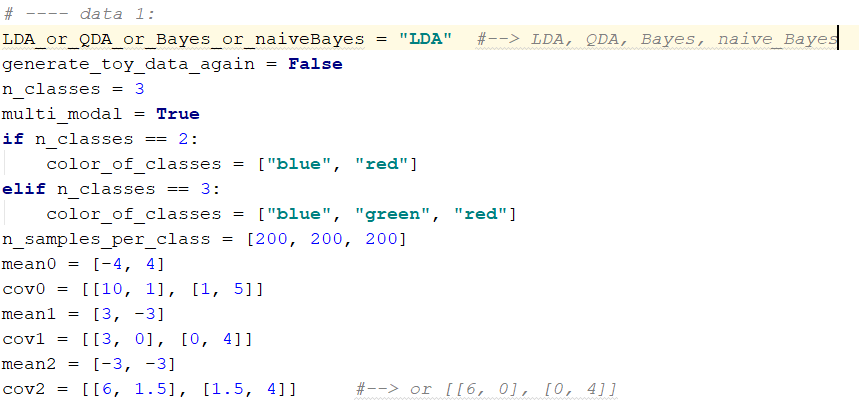 # ---- data 1:
LDA_or_QDA_or_Bayes_or_naiveBayes = "LDA"  #--> LDA, QDA, Bayes, naive_Bayes
generate_toy_data_again = False
n_classes = 3
multi_modal = True
if n_classes == 2:
    color_of_classes = ["blue", "red"]
elif n_classes == 3:
    color_of_classes = ["blue", "green", "red"]
n_samples_per_class = [200, 200, 200]
mean0 = [-4, 4]
cov0 = [[10, 1], [1, 5]]
mean1 = [3, -3]
cov1 = [[3, 0], [0, 4]]
mean2 = [-3, -3]
cov2 = [[6, 1.5], [1.5, 4]]     #--> or [[6, 0], [0, 4]]